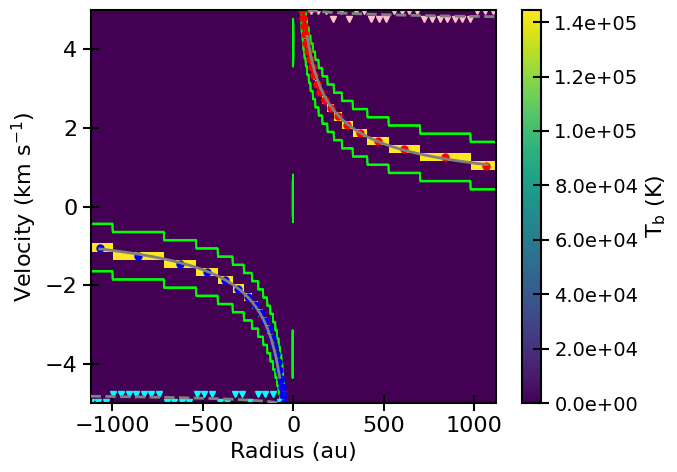 4
2
0
−2
−4
Velocity (km s⁻¹)
−1000
−500
0
500
1000
Radius (au)
1.4e+05
1.2e+05
1.0e+05
8.0e+04
6.0e+04
4.0e+04
2.0e+04
0.0e+00
T_b (K)